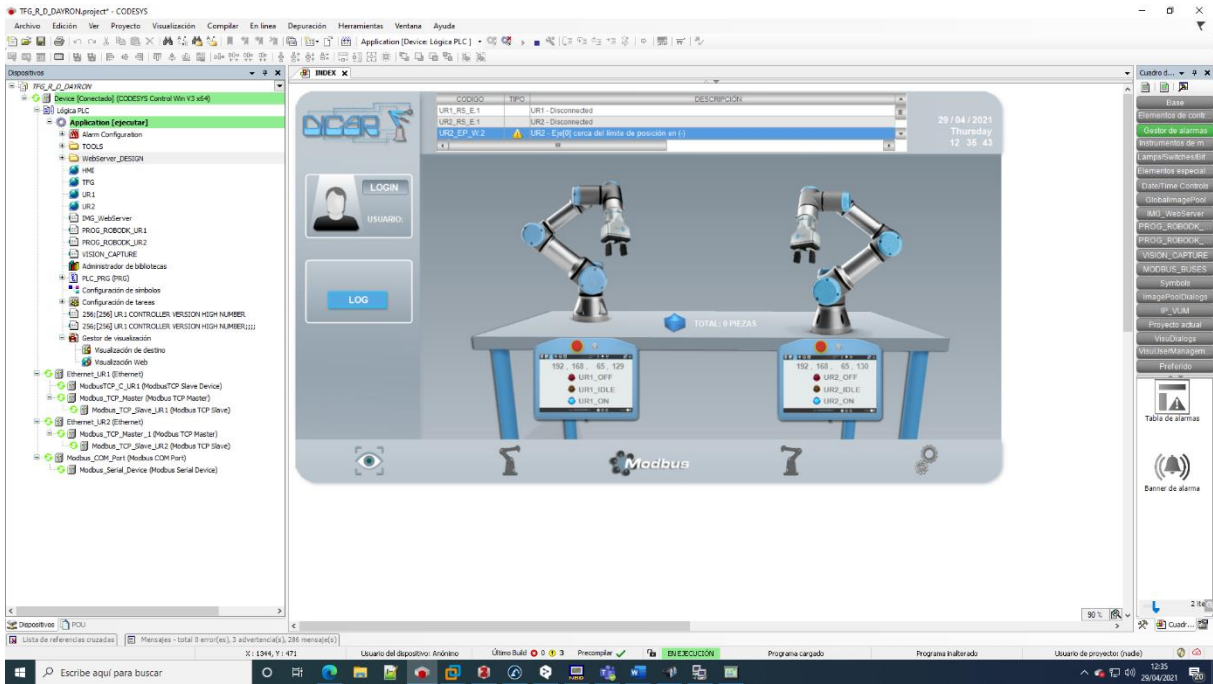 TFG_R_D_DAYRON.project* - CODESYS
Archivo Edición Ver Proyecto Visualización Compilar En línea Depuración Herramientas Ventana Ayuda
Application [Device: Lógica PLC]
Dispositivos
TFG_R_D_DAYRON
Device [Conectado] (CODESYS Control Win V3 x64)
Lógica PLC
Application [ejecutar]
Alarm Configuration
TOOLS
WebServer_DESIGN
HMI
TFG
UR1
UR2
IMG_WebServer
PROG_ROBODK_UR1
PROG_ROBODK_UR2
VISION_CAPTURE
Administrador de bibliotecas
PLC_PRG (PRG)
Configuración de símbolos
Configuración de tareas
256;[256] UR1 CONTROLLER VERSION HIGH NUMBER
256;[256] UR1 CONTROLLER VERSION HIGH NUMBER;;;;
Gestor de visualización
Visualización de destino
Visualización Web
Ethernet_UR1 (Ethernet)
ModbusTCP_C_UR1 (ModbusTCP Slave Device)
Modbus_TCP_Master (Modbus TCP Master)
Modbus_TCP_Slave_UR1 (Modbus TCP Slave)
Ethernet_UR2 (Ethernet)
Modbus_TCP_Master_1 (Modbus TCP Master)
Modbus_TCP_Slave_UR2 (Modbus TCP Slave)
Modbus_COM_Port (Modbus COM Port)
Modbus_Serial_Device (Modbus Serial Device)
Dispositivos POU
INDEX
DICAR
CODIGO TIPO DESCRIPCIÓN
UR1_RS_E.1 UR1 - Disconnected
UR2_RS_E.1 UR2 - Disconnected
UR2_EP_W.2 UR2 - Eje[0] cerca del límite de posición en (-)
29 / 04 / 2021
Thursday
12 35 43
LOGIN
USUARIO:
LOG
TOTAL: 0 PIEZAS
192 . 168 . 65 . 129
UR1_OFF
UR1_IDLE
UR1_ON
192 . 168 . 65 . 130
UR2_OFF
UR2_IDLE
UR2_ON
Modbus
90 %
Cuadro d...
Base
Elementos de contr...
Gestor de alarmas
Instrumentos de m...
Lamps/Switches/Bit...
Elementos especial...
Date/Time Controls
GlobalImagePool
IMG_WebServer
PROG_ROBODK_...
PROG_ROBODK_...
VISION_CAPTURE
MODBUS_BUSES
Symbols
ImagePoolDialogs
IP_VUM
Proyecto actual
VisuDialogs
VisuUserManagem...
Preferido
Tabla de alarmas
Banner de alarma
2 ite
Cuadr...
Lista de referencias cruzadas Mensajes - total 0 error(es), 3 advertencia(s), 286 mensaje(s)
X: 1344, Y: 471 Usuario del dispositivo: Anónimo Último Build 0 3 Precompilar EN EJECUCIÓN Programa cargado Programa inalterado Usuario de proyecto: (nadie)
Escribe aquí para buscar
12:35
29/04/2021
20